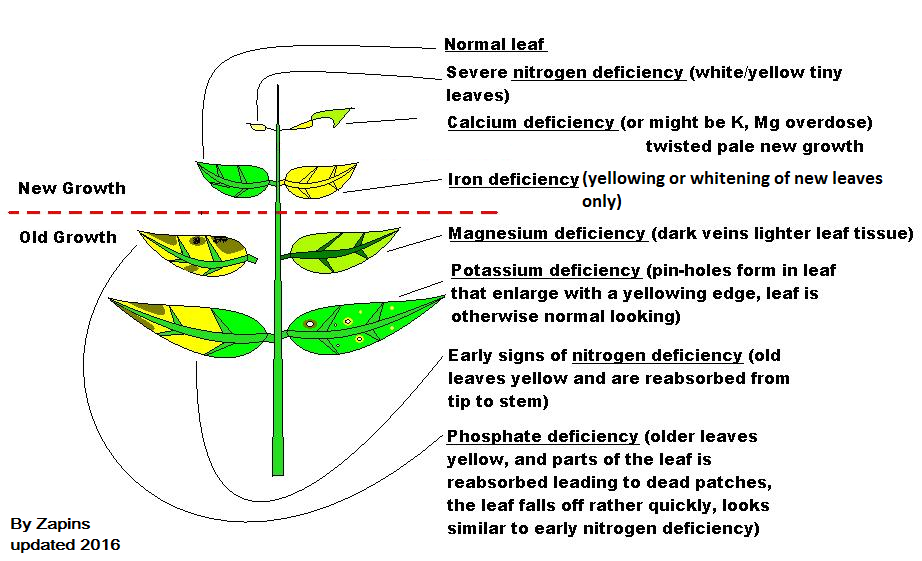 Normal leaf
Severe nitrogen deficiency (white/yellow tiny
leaves)
Calcium deficiency (or might be K, Mg overdose)
twisted pale new growth
Iron deficiency (yellowing or whitening of new leaves
only)
New Growth
Old Growth
Magnesium deficiency (dark veins lighter leaf tissue)
Potassium deficiency (pin-holes form in leaf
that enlarge with a yellowing edge, leaf is
otherwise normal looking)
Early signs of nitrogen deficiency (old
leaves yellow and are reabsorbed from
tip to stem)
Phosphate deficiency (older leaves
yellow, and parts of the leaf is
reabsorbed leading to dead patches,
the leaf falls off rather quickly, looks
similar to early nitrogen deficiency)
By Zapins
updated 2016